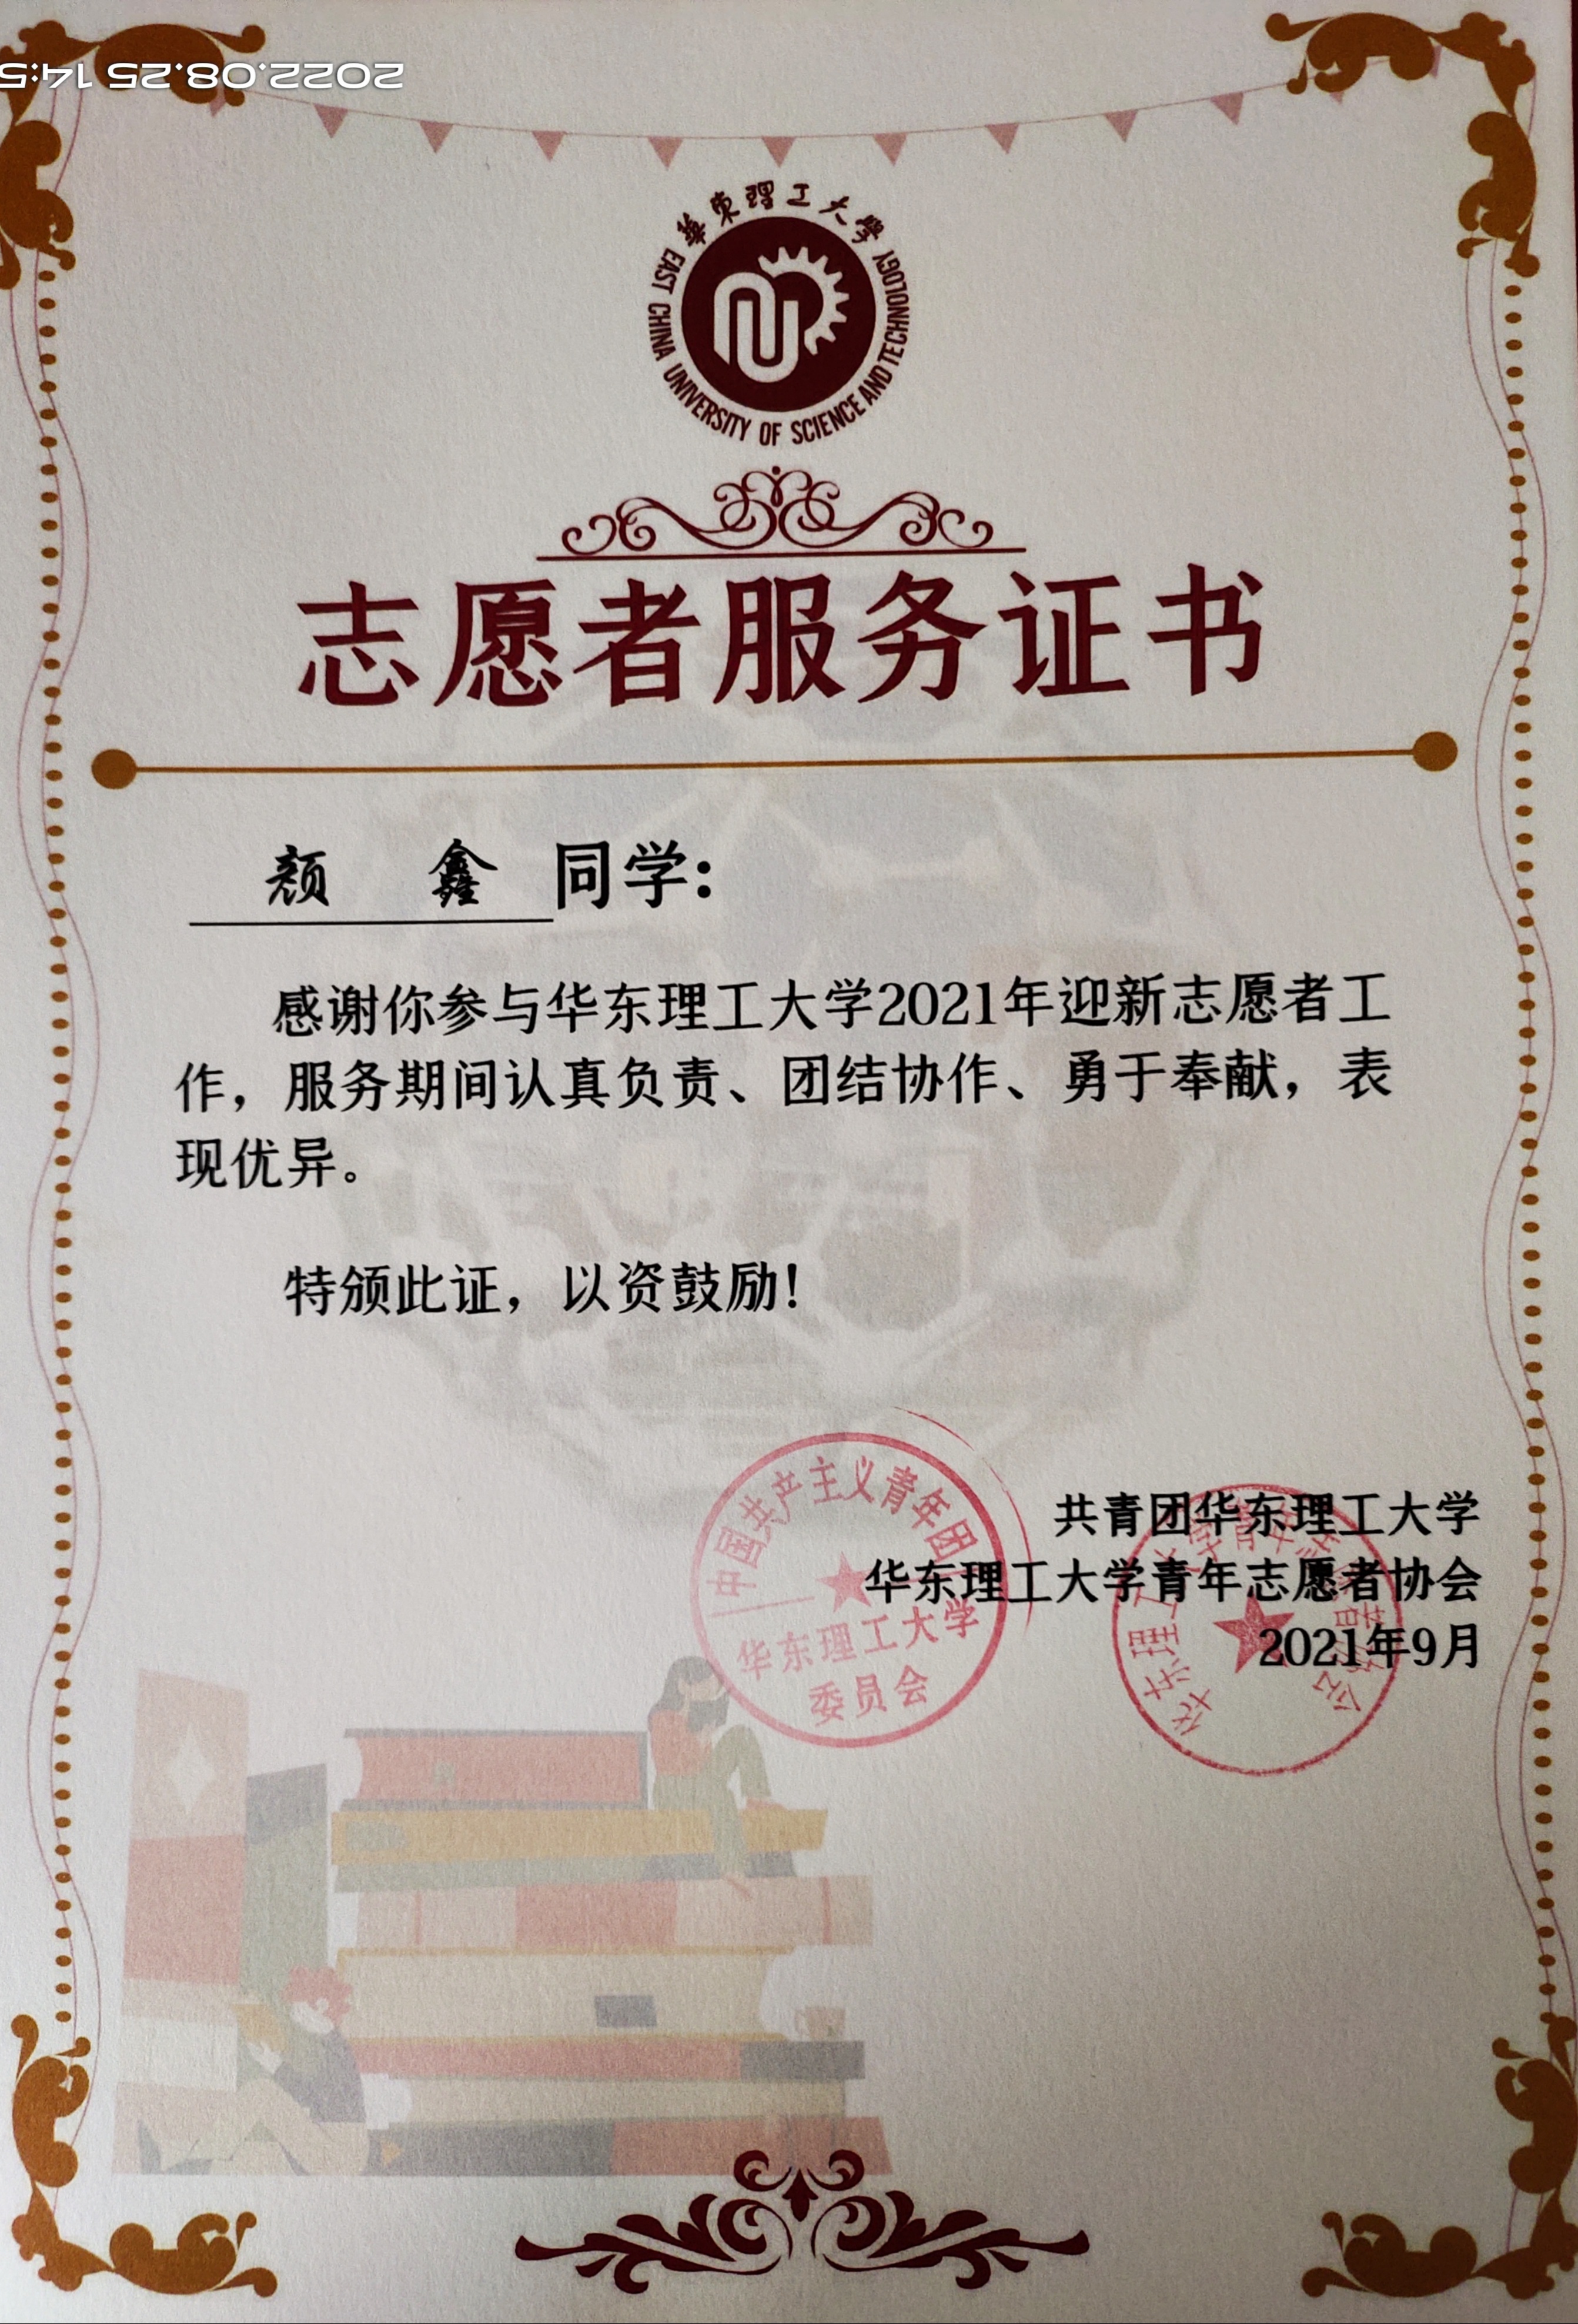 2022.08.25 14:5
華東理工大學
EAST CHINA UNIVERSITY OF SCIENCE AND TECHNOLOGY
志愿者服务证书
颜 鑫 同学：
感谢你参与华东理工大学2021年迎新志愿者工
作，服务期间认真负责、团结协作、勇于奉献，表
现优异。
特颁此证，以资鼓励！
共青团华东理工大学
华东理工大学青年志愿者协会
2021年9月
中国共产主义青年团
华东理工大学
委员会
华东理工大学青年志愿者协会